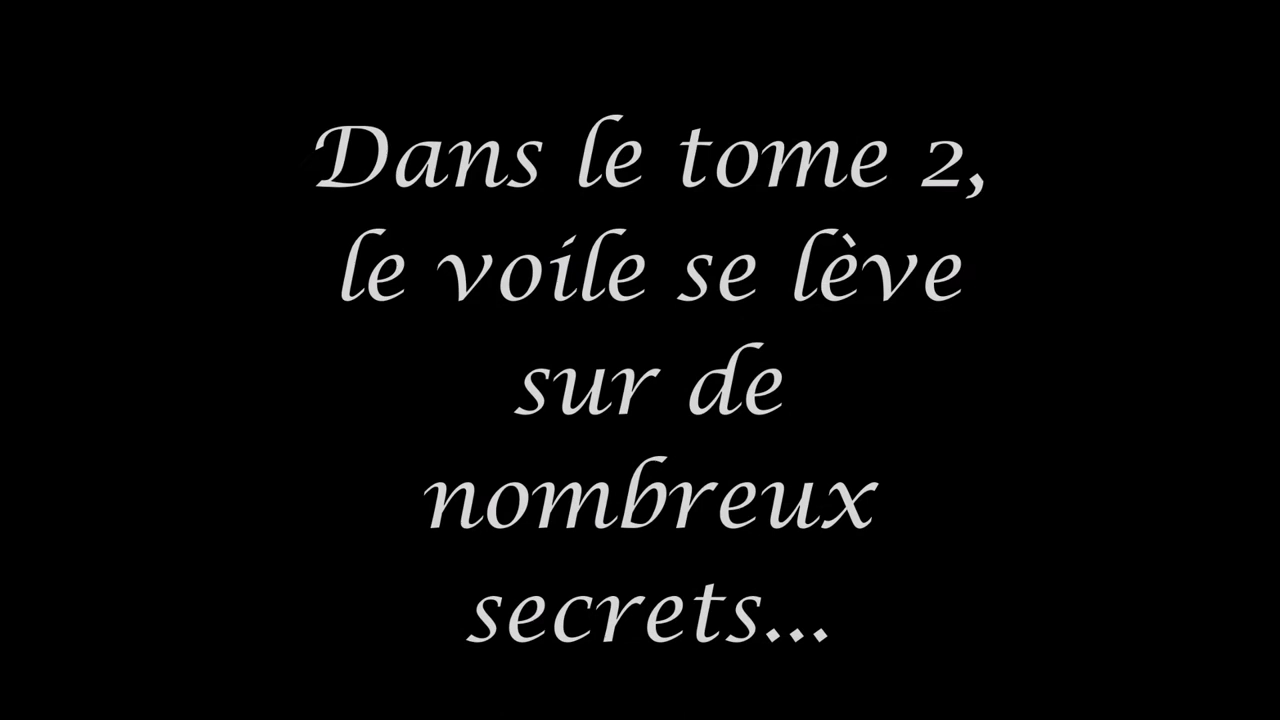 Dans le tome 2,
le voile se lève
sur de
nombreux
secrets...